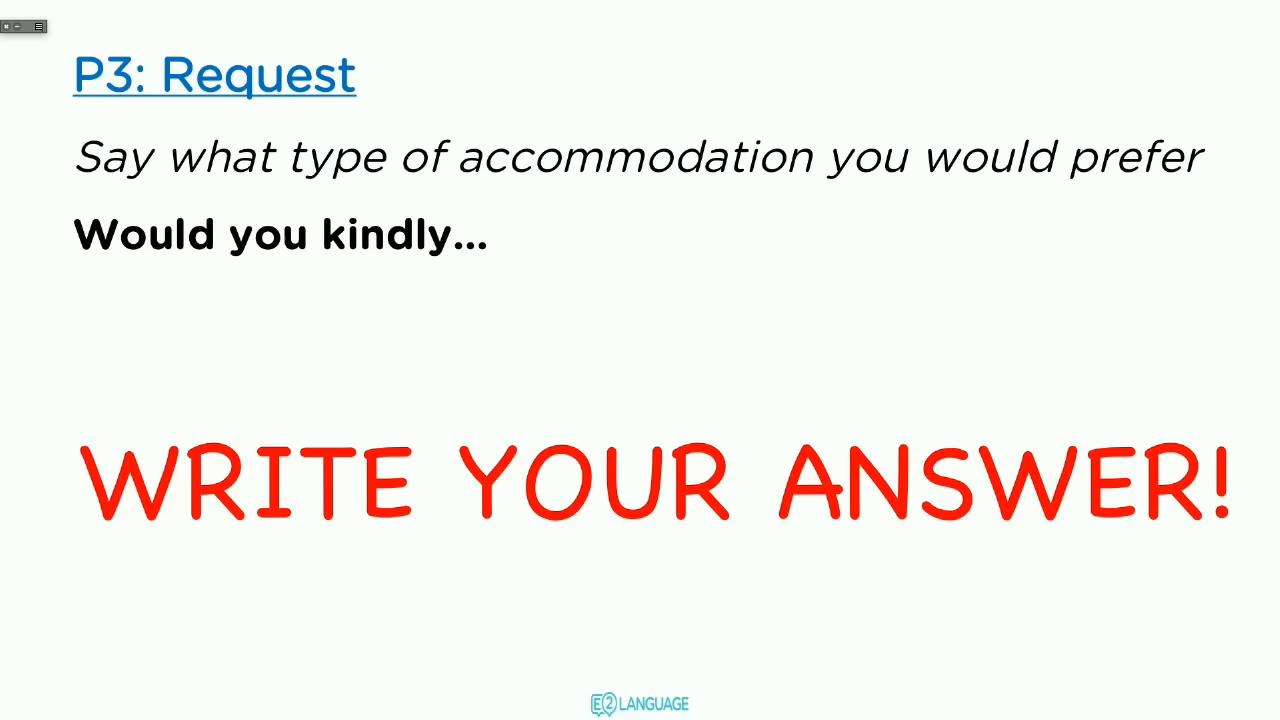 P3: Request
Say what type of accommodation you would prefer
Would you kindly...
WRITE YOUR ANSWER!
E2 LANGUAGE